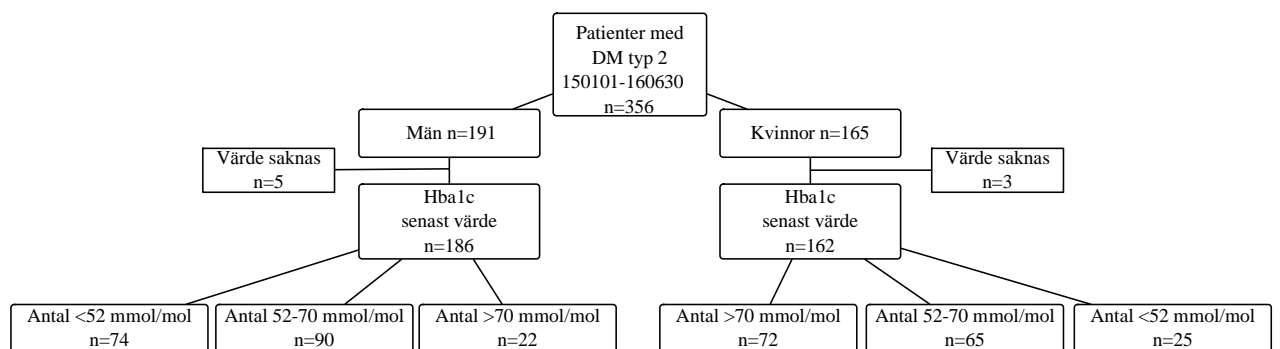 Patienter med
DM typ 2
150101-160630
n=356
Män n=191
Kvinnor n=165
Värde saknas
n=5
Värde saknas
n=3
Hba1c
senast värde
n=186
Hba1c
senast värde
n=162
Antal <52 mmol/mol
n=74
Antal 52-70 mmol/mol
n=90
Antal >70 mmol/mol
n=22
Antal >70 mmol/mol
n=72
Antal 52-70 mmol/mol
n=65
Antal <52 mmol/mol
n=25